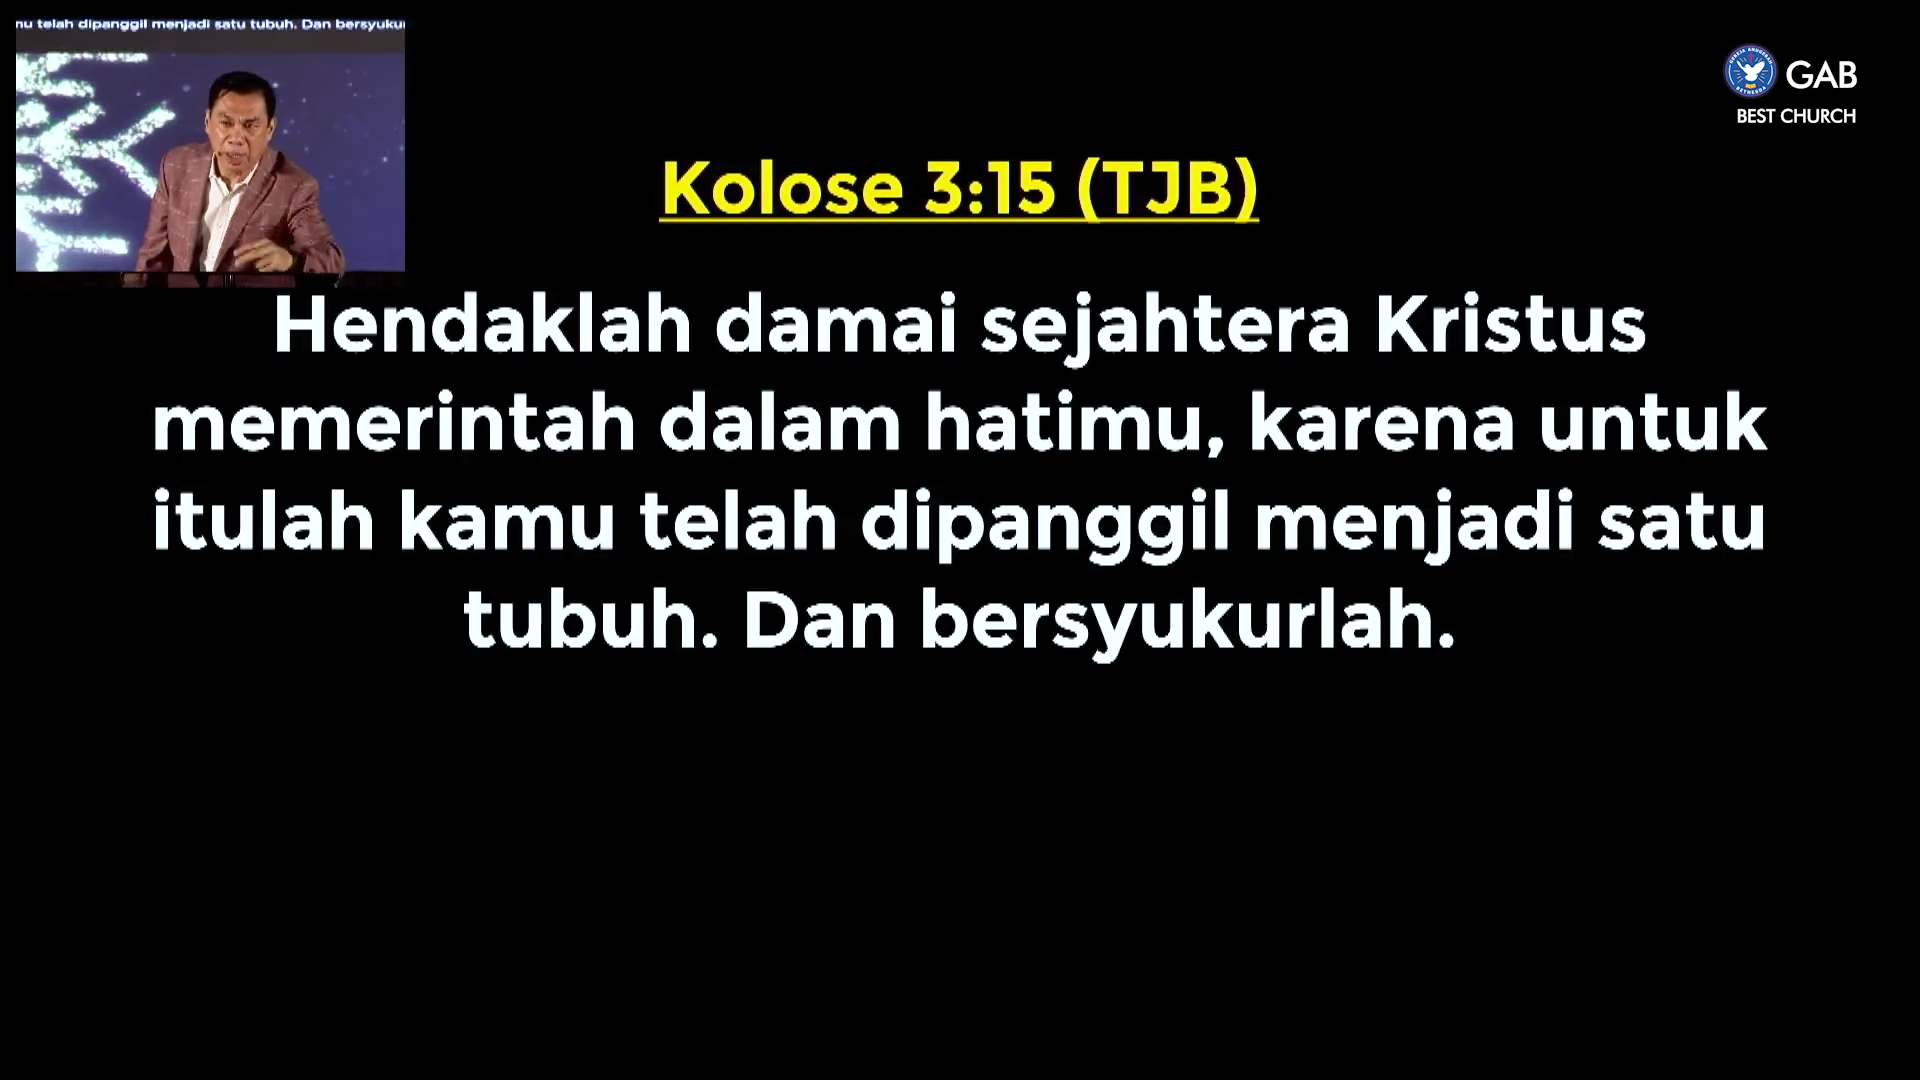 nu telah dipanggil menjadi satu tubuh. Dan bersyukur
GAB
BEST CHURCH
Kolose 3:15 (TJB)
Hendaklah damai sejahtera Kristus
memerintah dalam hatimu, karena untuk
itulah kamu telah dipanggil menjadi satu
tubuh. Dan bersyukurlah.